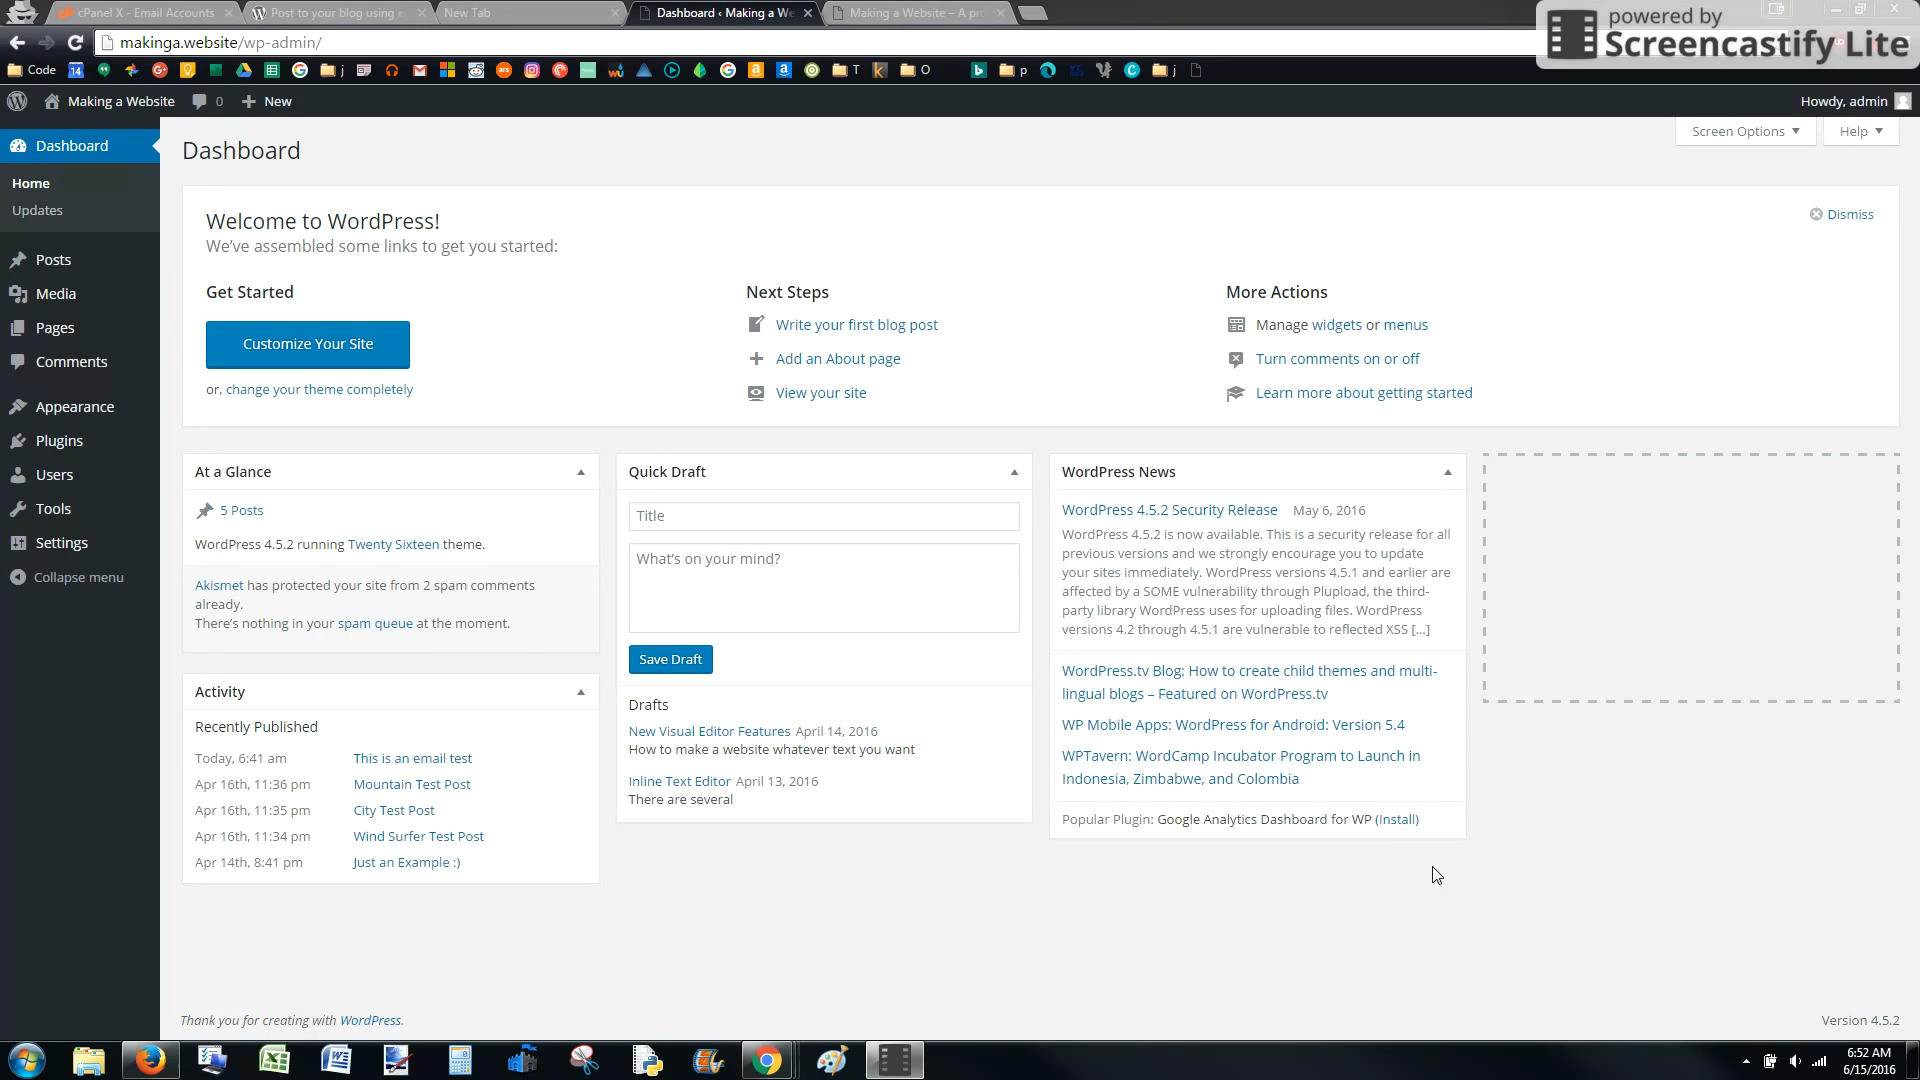 cPanel X - Email Accounts
Post to your blog using e
New Tab
Dashboard ‹ Making a We
Making a Website – A pr
powered by
Screencastify Lite
makinga.website/wp-admin/
Code
14
j
T
O
p
j
Making a Website
0
New
Howdy, admin
Dashboard
Home
Updates
Posts
Media
Pages
Comments
Appearance
Plugins
Users
Tools
Settings
Collapse menu
Screen Options
Help
Dashboard
Welcome to WordPress!
We've assembled some links to get you started:
Dismiss
Get Started
Customize Your Site
or, change your theme completely
Next Steps
Write your first blog post
Add an About page
View your site
More Actions
Manage widgets or menus
Turn comments on or off
Learn more about getting started
At a Glance
5 Posts
WordPress 4.5.2 running Twenty Sixteen theme.
Akismet has protected your site from 2 spam comments
already.
There's nothing in your spam queue at the moment.
Activity
Recently Published
Today, 6:41 am This is an email test
Apr 16th, 11:36 pm Mountain Test Post
Apr 16th, 11:35 pm City Test Post
Apr 16th, 11:34 pm Wind Surfer Test Post
Apr 14th, 8:41 pm Just an Example :)
Quick Draft
Title
What's on your mind?
Save Draft
Drafts
New Visual Editor Features April 14, 2016
How to make a website whatever text you want
Inline Text Editor April 13, 2016
There are several
WordPress News
WordPress 4.5.2 Security Release May 6, 2016
WordPress 4.5.2 is now available. This is a security release for all
previous versions and we strongly encourage you to update
your sites immediately. WordPress versions 4.5.1 and earlier are
affected by a SOME vulnerability through Plupload, the third-
party library WordPress uses for uploading files. WordPress
versions 4.2 through 4.5.1 are vulnerable to reflected XSS […]
WordPress.tv Blog: How to create child themes and multi-
lingual blogs – Featured on WordPress.tv
WP Mobile Apps: WordPress for Android: Version 5.4
WPTavern: WordCamp Incubator Program to Launch in
Indonesia, Zimbabwe, and Colombia
Popular Plugin: Google Analytics Dashboard for WP (Install)
Thank you for creating with WordPress.
Version 4.5.2
6:52 AM
6/15/2016